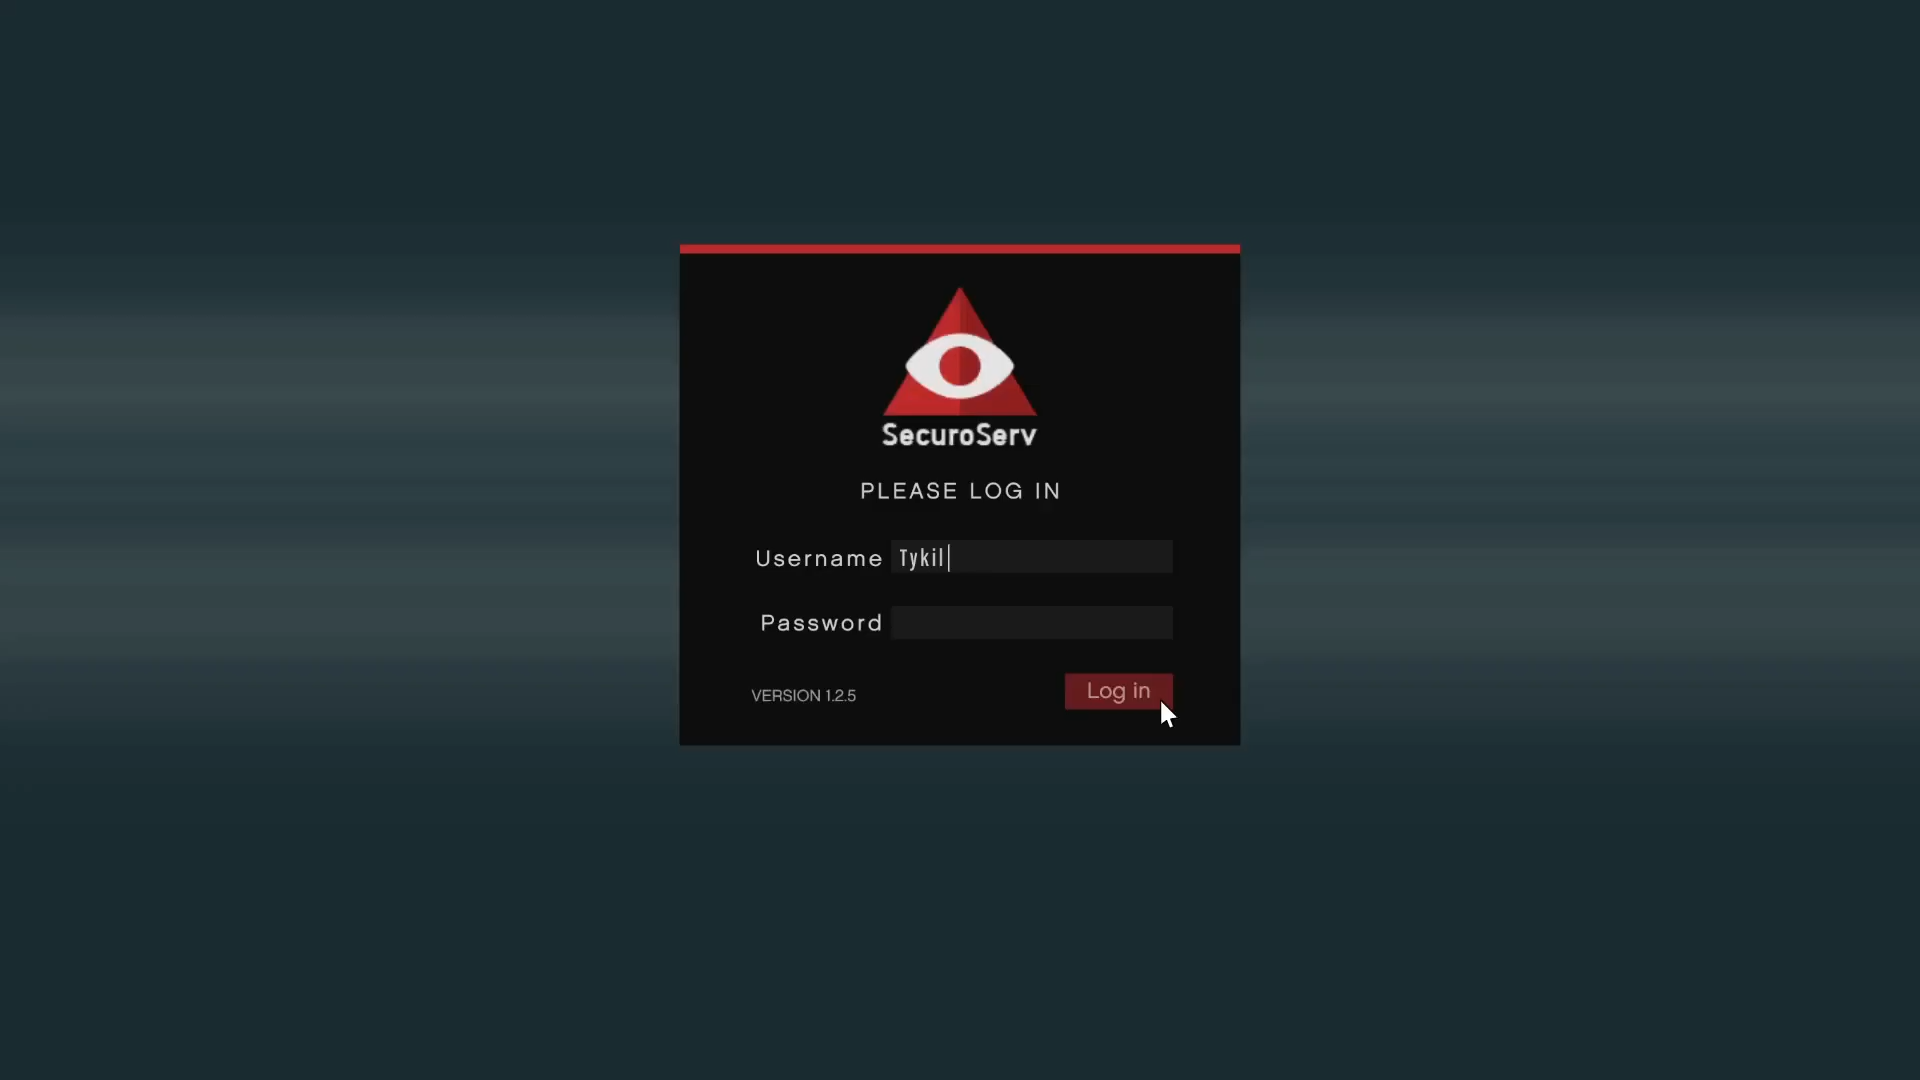 SecuroServ
PLEASE LOG IN
Username Tykil
Password
VERSION 1.2.5
Log in